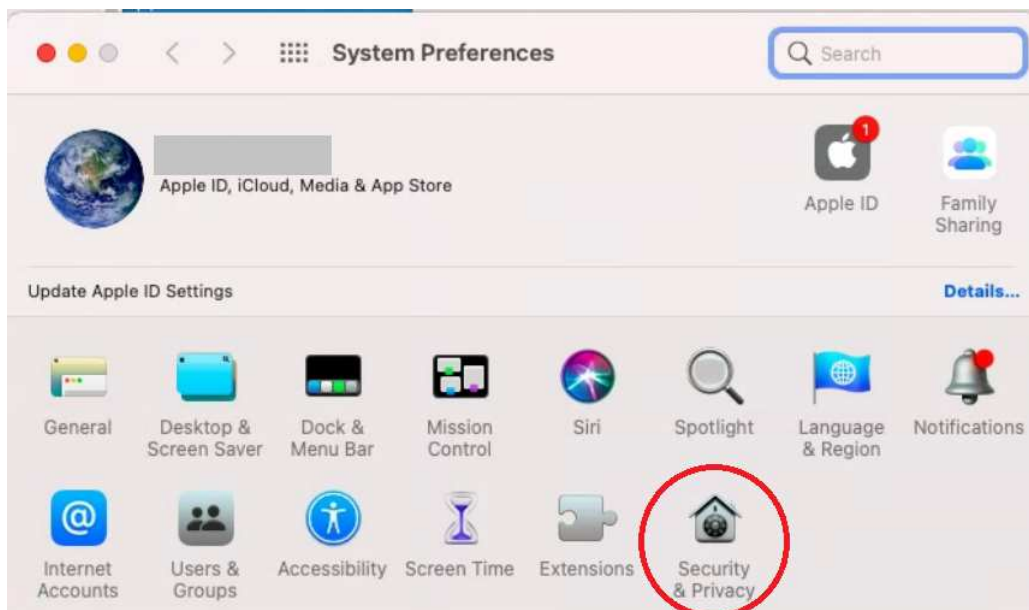 System Preferences
Search
Apple ID, iCloud, Media & App Store
1
Apple ID
Family
Sharing
Update Apple ID Settings
Details...
General
Desktop &
Screen Saver
Dock &
Menu Bar
Mission
Control
Siri
Spotlight
Language
& Region
Notifications
Internet
Accounts
Users &
Groups
Accessibility
Screen Time
Extensions
Security
& Privacy